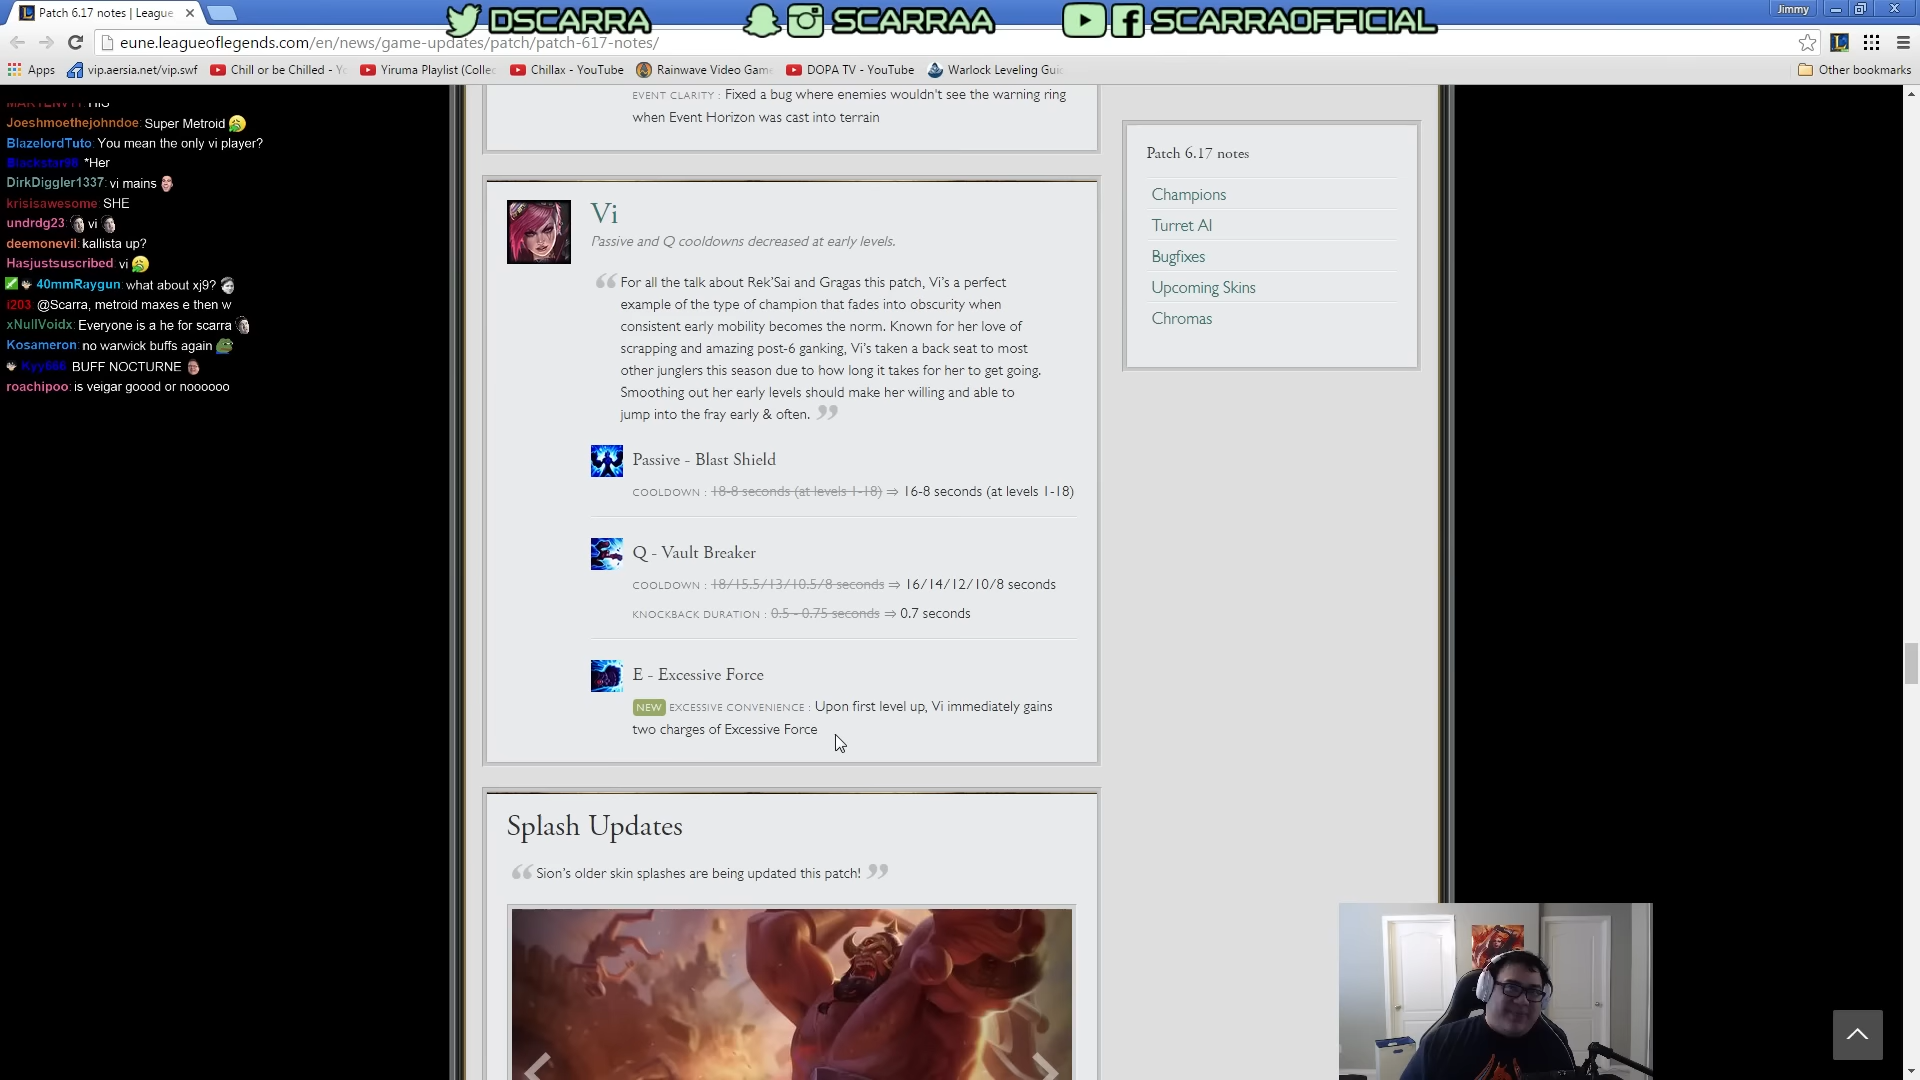 Patch 6.17 notes | League
Jimmy
DSCARRA
SCARRAA
SCARRAOFFICIAL
eune.leagueoflegends.com/en/news/game-updates/patch/patch-617-notes/
Apps
vip.aersia.net/vip.swf
Chill or be Chilled - Yo
Yiruma Playlist (Collec
Chillax - YouTube
Rainwave Video Game
DOPA TV - YouTube
Warlock Leveling Guid
Other bookmarks
Joeshmoethejohndoe: Super Metroid
BlazelordTuto: You mean the only vi player?
Blackstar98: *Her
DirkDiggler1337: vi mains
krisisawesome: SHE
undrdg23: vi
deemonevil: kallista up?
Hasjustsuscribed vi
40mmRaygun: what about xj9?
i203 @Scarra, metroid maxes e then w
xNullVoidx: Everyone is a he for scarra
Kosameron: no warwick buffs again
Kyy666 BUFF NOCTURNE
roachipoo: is veigar goood or noooooo
EVENT CLARITY : Fixed a bug where enemies wouldn't see the warning ring
when Event Horizon was cast into terrain
Vi
Passive and Q cooldowns decreased at early levels.
“ For all the talk about Rek'Sai and Gragas this patch, Vi's a perfect
example of the type of champion that fades into obscurity when
consistent early mobility becomes the norm. Known for her love of
scrapping and amazing post-6 ganking, Vi's taken a back seat to most
other junglers this season due to how long it takes for her to get going.
Smoothing out her early levels should make her willing and able to
jump into the fray early & often. ”
Passive - Blast Shield
COOLDOWN : 18-8 seconds (at levels 1-18) ⇒ 16-8 seconds (at levels 1-18)
Q - Vault Breaker
COOLDOWN : 18/15.5/13/10.5/8 seconds ⇒ 16/14/12/10/8 seconds
KNOCKBACK DURATION : 0.5 - 0.75 seconds ⇒ 0.7 seconds
E - Excessive Force
NEW EXCESSIVE CONVENIENCE : Upon first level up, Vi immediately gains
two charges of Excessive Force
Splash Updates
“ Sion's older skin splashes are being updated this patch! ”
Patch 6.17 notes
Champions
Turret AI
Bugfixes
Upcoming Skins
Chromas